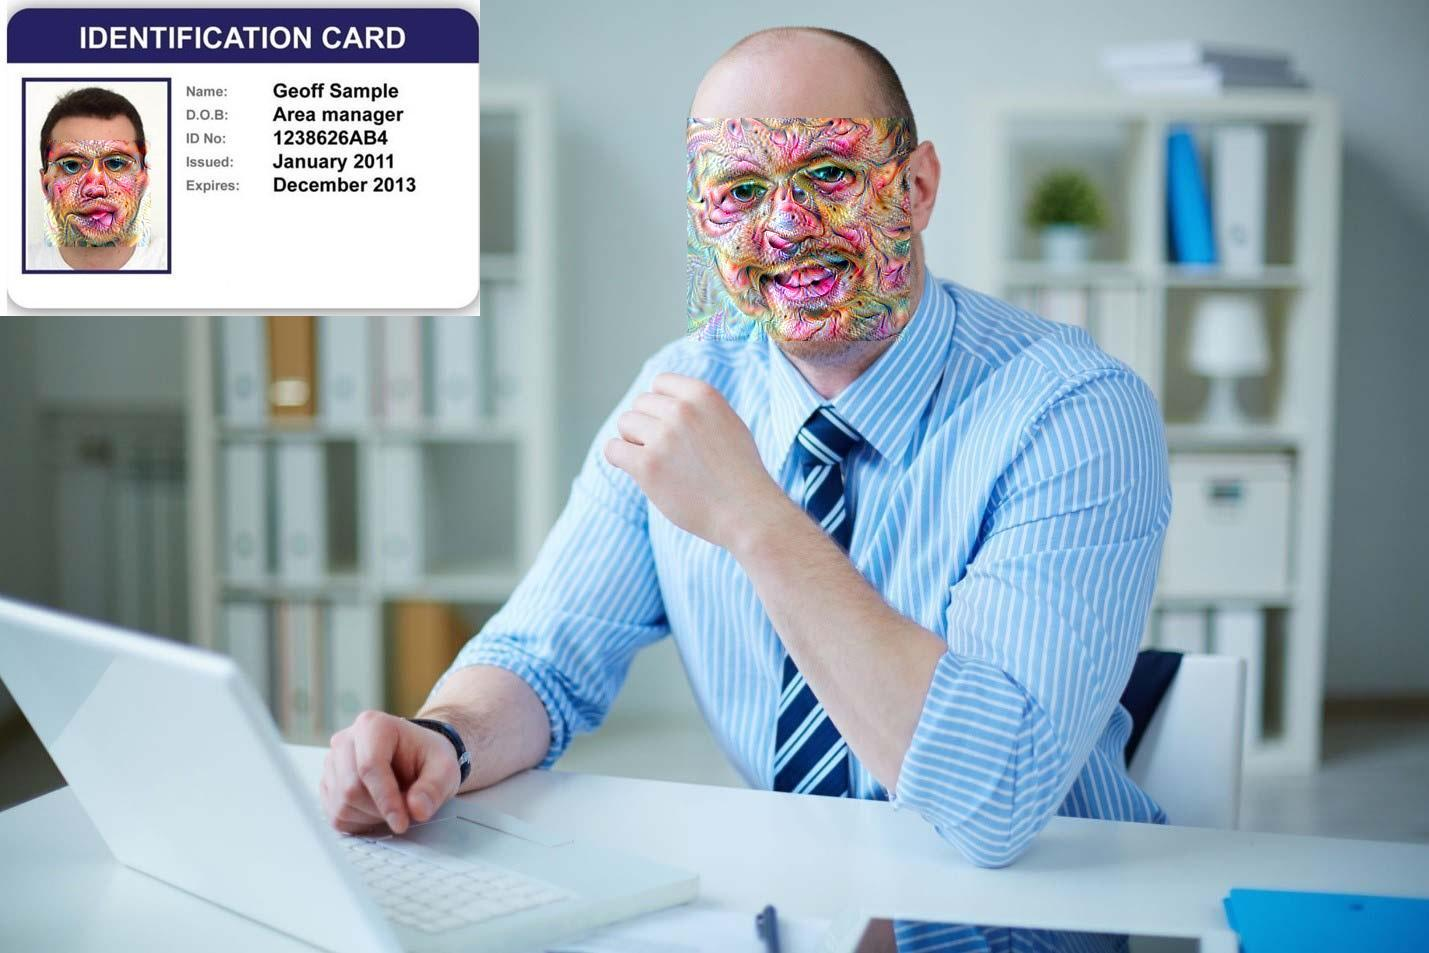 IDENTIFICATION CARD
Name: Geoff Sample
D.O.B: Area manager
ID No: 1238626AB4
Issued: January 2011
Expires: December 2013